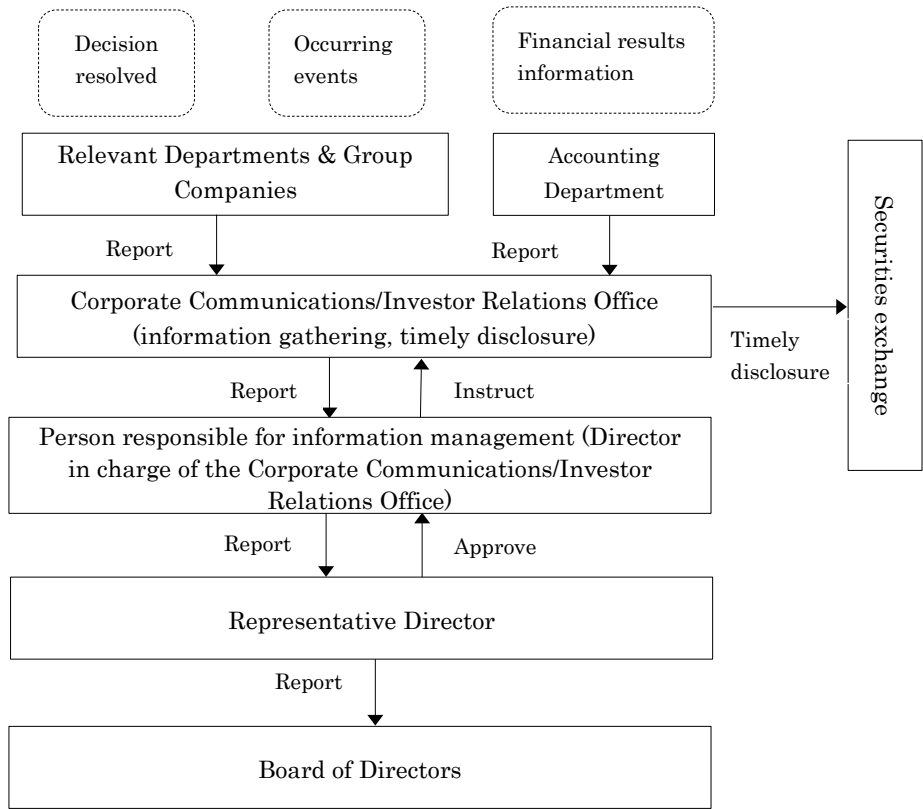 Decision
resolved
Occurring
events
Financial results
information
Relevant Departments & Group
Companies
Accounting
Department
Report
Report
Corporate Communications/Investor Relations Office
(information gathering, timely disclosure)
Timely
disclosure
Securities exchange
Report
Instruct
Person responsible for information management (Director
in charge of the Corporate Communications/Investor
Relations Office)
Report
Approve
Representative Director
Report
Board of Directors